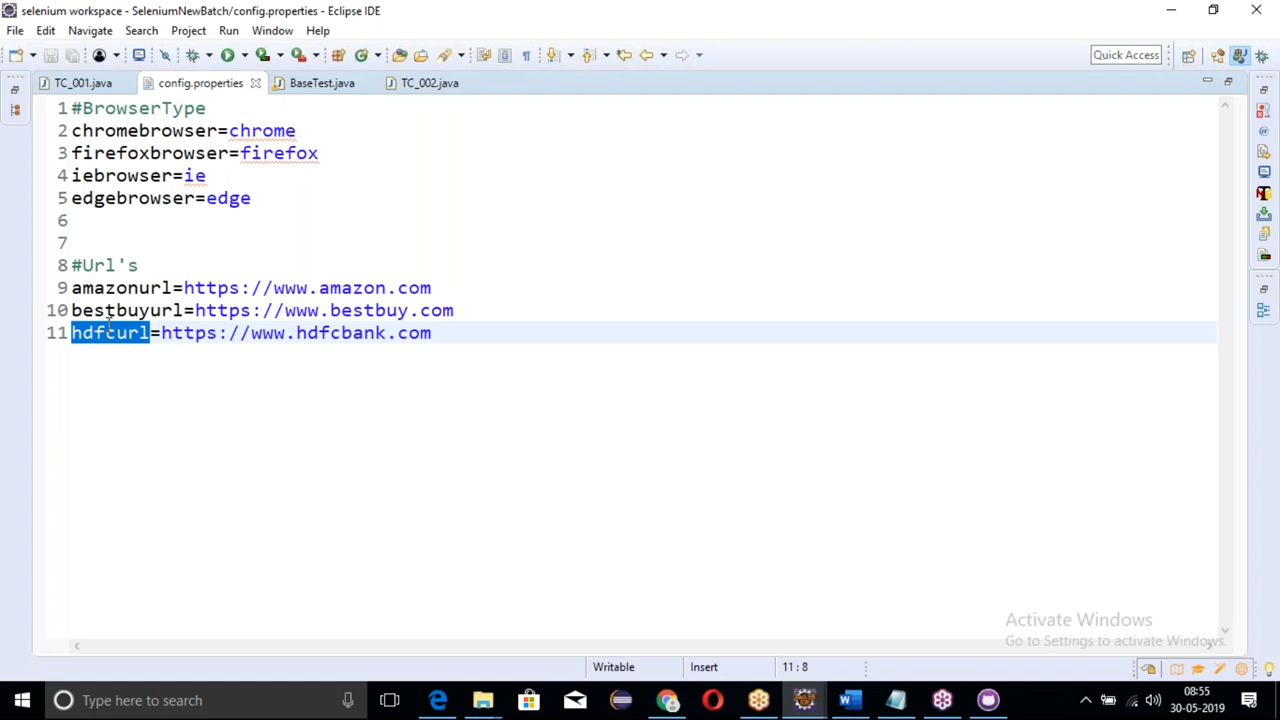 selenium workspace - SeleniumNewBatch/config.properties - Eclipse IDE
File Edit Navigate Search Project Run Window Help
Quick Access
TC_001.java config.properties BaseTest.java TC_002.java
1 #BrowserType
2 chromebrowser=chrome
3 firefoxbrowser=firefox
4 iebrowser=ie
5 edgebrowser=edge
6
7
8 #Url's
9 amazonurl=https://www.amazon.com
10 bestbuyurl=https://www.bestbuy.com
11 hdfcurl=https://www.hdfcbank.com
Activate Windows
Go to Settings to activate Windows.
Writable Insert 11 : 8
Type here to search
08:55
30-05-2019